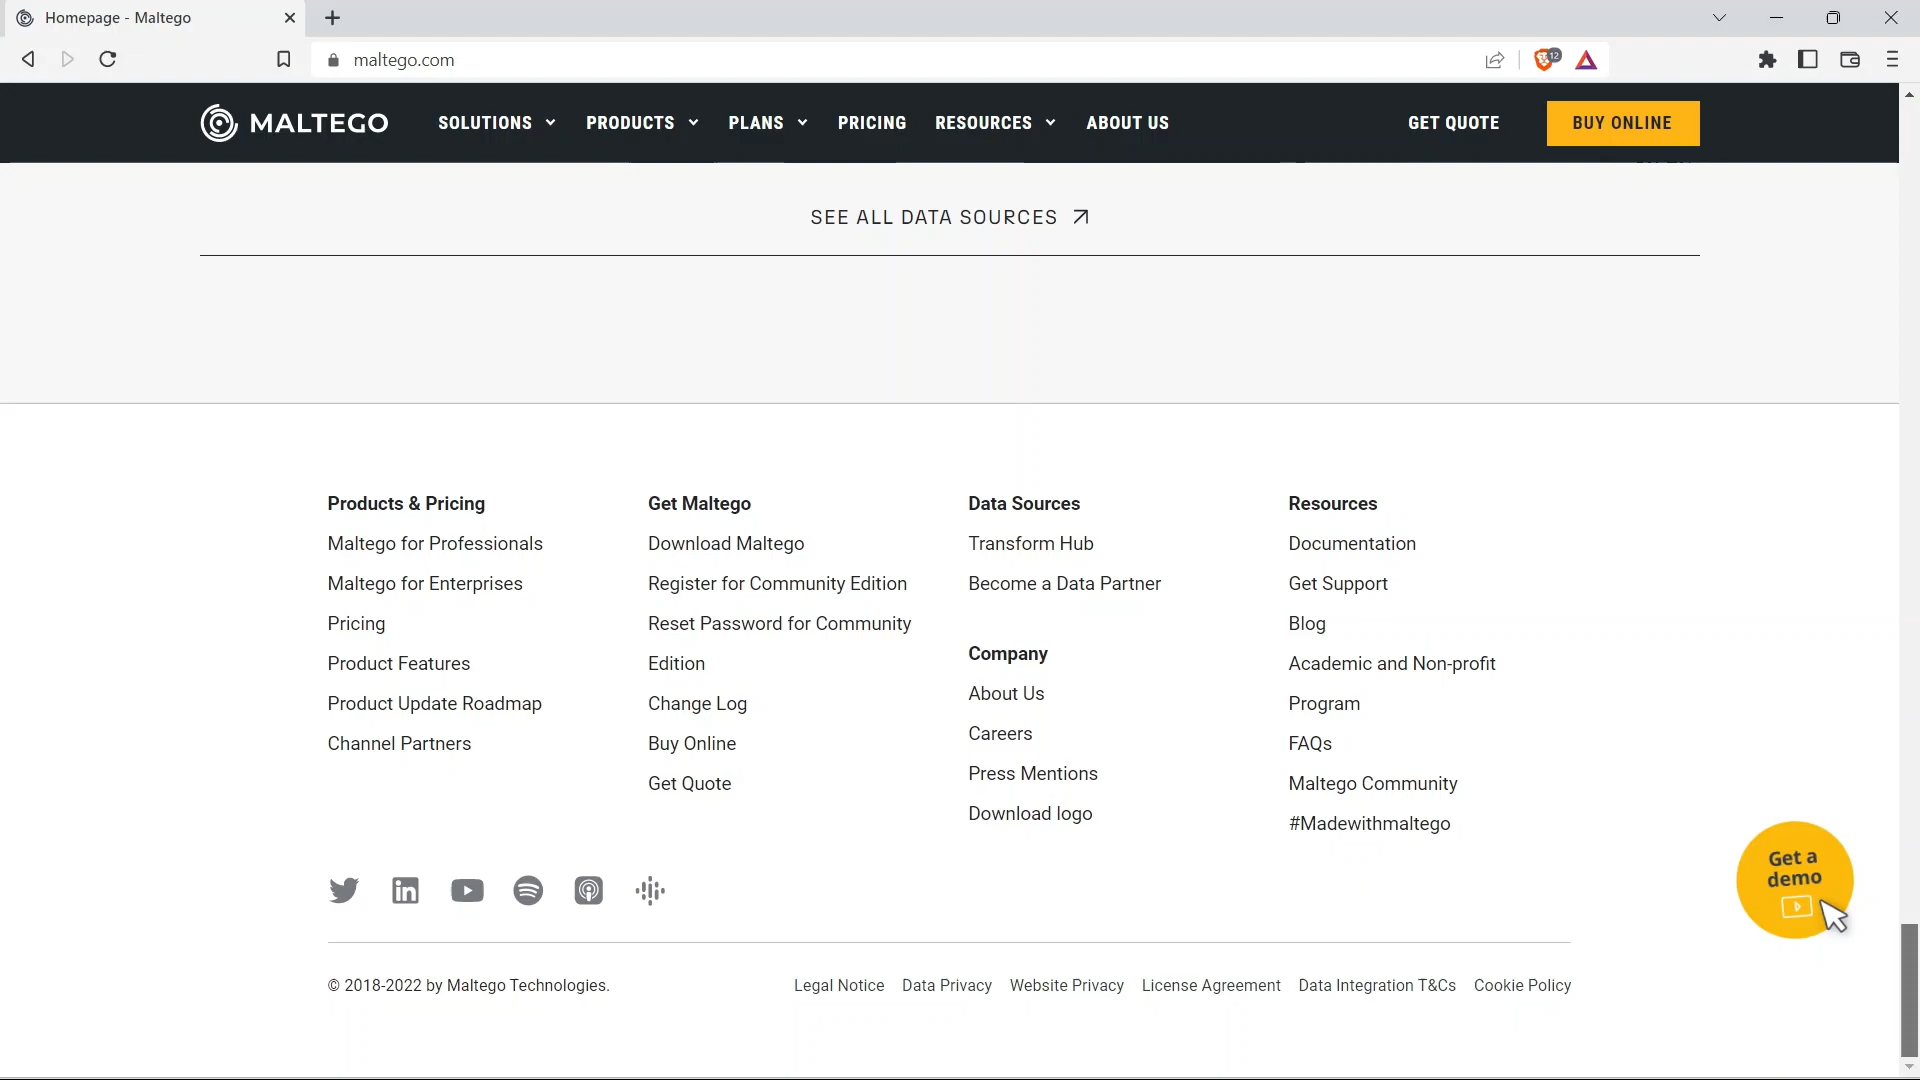 Homepage - Maltego
maltego.com
12
MALTEGO
SOLUTIONS
PRODUCTS
PLANS
PRICING
RESOURCES
ABOUT US
GET QUOTE
BUY ONLINE
SEE ALL DATA SOURCES
Products & Pricing
Maltego for Professionals
Maltego for Enterprises
Pricing
Product Features
Product Update Roadmap
Channel Partners
Get Maltego
Download Maltego
Register for Community Edition
Reset Password for Community
Edition
Change Log
Buy Online
Get Quote
Data Sources
Transform Hub
Become a Data Partner
Company
About Us
Careers
Press Mentions
Download logo
Resources
Documentation
Get Support
Blog
Academic and Non-profit
Program
FAQs
Maltego Community
#Madewithmaltego
Get a
demo
in
© 2018-2022 by Maltego Technologies.
Legal Notice
Data Privacy
Website Privacy
License Agreement
Data Integration T&Cs
Cookie Policy